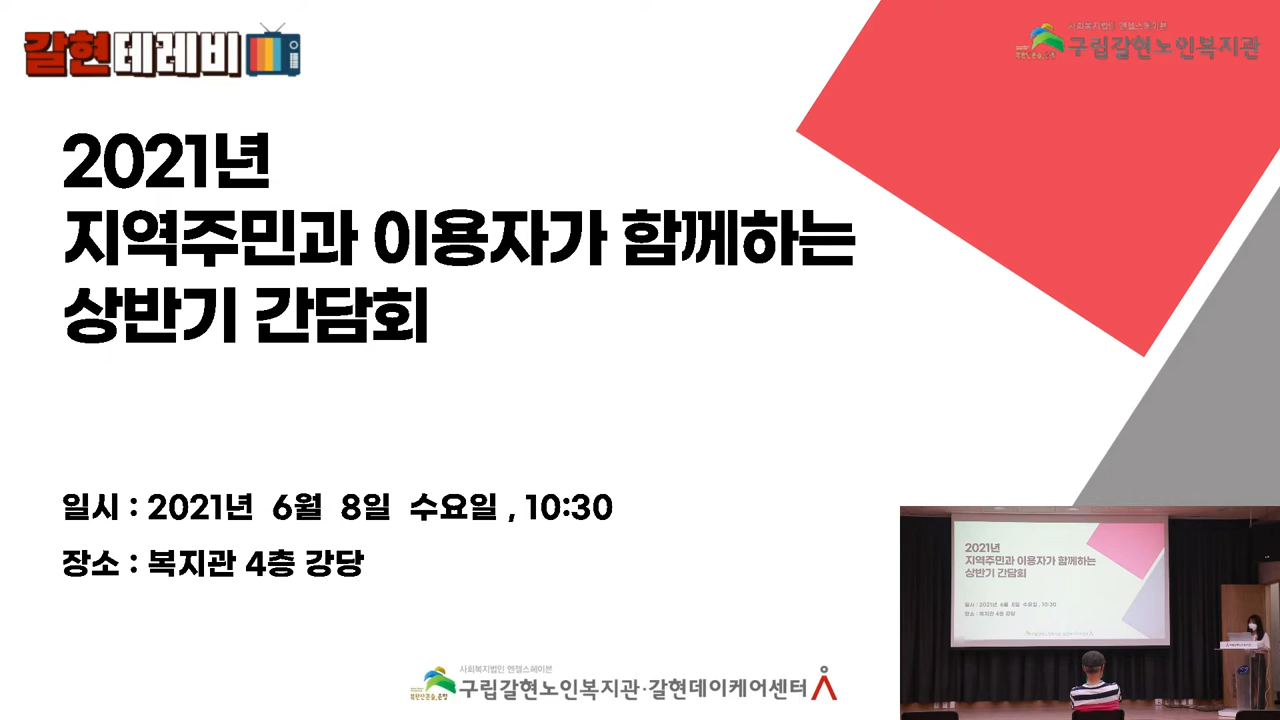 갈현테레비
사회복지법인 엔젤스헤이븐
구립갈현노인복지관
2021년
지역주민과 이용자가 함께하는
상반기 간담회
일시 : 2021년 6월 8일 수요일 , 10:30
장소 : 복지관 4층 강당
사회복지법인 엔젤스헤이븐
구립갈현노인복지관·갈현데이케어센터
2021년
지역주민과 이용자가 함께하는
상반기 간담회
일시 : 2021년 6월 8일 수요일 , 10:30
장소 : 복지관 4층 강당